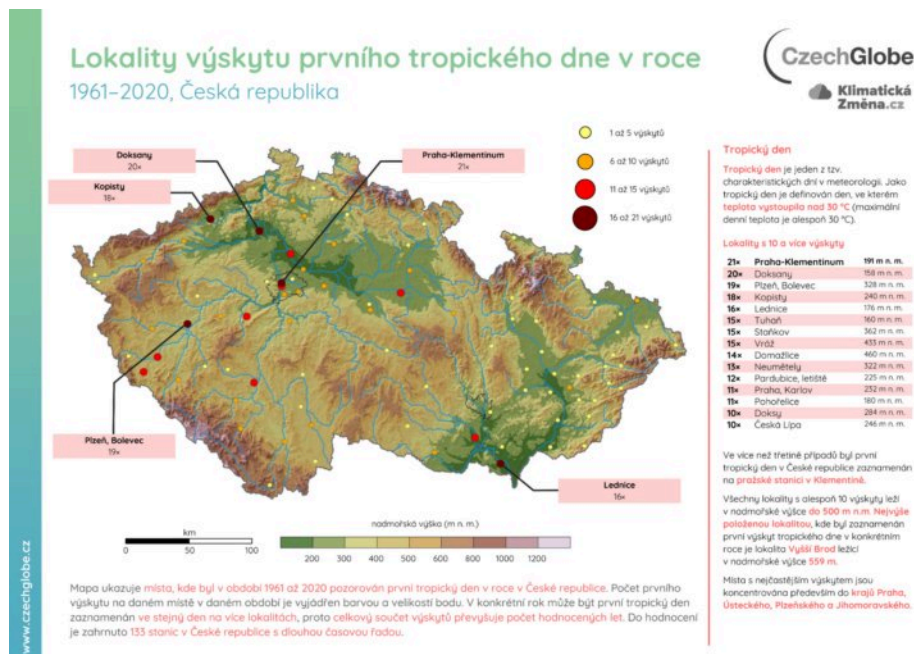 Lokality výskytu prvního tropického dne v roce
1961–2020, Česká republika
CzechGlobe
Klimatická
Změna.cz
1 až 5 výskytů
6 až 10 výskytů
11 až 15 výskytů
16 až 21 výskytů
Doksany
20×
Praha-Klementinum
21×
Kopisty
18×
Plzeň, Bolevec
19×
Lednice
16×
km
0 50 100
nadmořská výška (m n. m.)
200 300 400 500 600 800 1000 1200
Tropický den
Tropický den je jeden z tzv.
charakteristických dní v meteorologii. Jako
tropický den je definován den, ve kterém
teplota vystoupila nad 30 °C (maximální
denní teplota je alespoň 30 °C).
Lokality s 10 a více výskyty
21× Praha-Klementinum 191 m n. m.
20× Doksany 158 m n. m.
19× Plzeň, Bolevec 328 m n. m.
18× Kopisty 240 m n. m.
16× Lednice 176 m n. m.
15× Tuhaň 160 m n. m.
15× Staňkov 362 m n. m.
15× Vráž 433 m n. m.
14× Domažlice 460 m n. m.
13× Neumětely 322 m n. m.
12× Pardubice, letiště 225 m n. m.
11× Praha, Karlov 232 m n. m.
11× Pohořelice 180 m n. m.
10× Doksy 284 m n. m.
10× Česká Lípa 246 m n. m.
Ve více než třetině případů byl první
tropický den v České republice zaznamenán
na pražské stanici v Klementině.
Všechny lokality s alespoň 10 výskyty leží
v nadmořské výšce do 500 m n.m. Nejvýše
položenou lokalitou, kde byl zaznamenán
první výskyt tropického dne v konkrétním
roce je lokalita Vyšší Brod ležící
v nadmořské výšce 559 m.
Místa s nejčastějším výskytem jsou
koncentrována především do krajů Praha,
Ústeckého, Plzeňského a Jihomoravského.
Mapa ukazuje místa, kde byl v období 1961 až 2020 pozorován první tropický den v roce v České republice. Počet prvního
výskytu na daném místě v daném období je vyjádřen barvou a velikostí bodu. V konkrétní rok může být první tropický den
zaznamenán ve stejný den na více lokalitách, proto celkový součet výskytů převyšuje počet hodnocených let. Do hodnocení
je zahrnuto 133 stanic v České republice s dlouhou časovou řadou.
www.czechglobe.cz